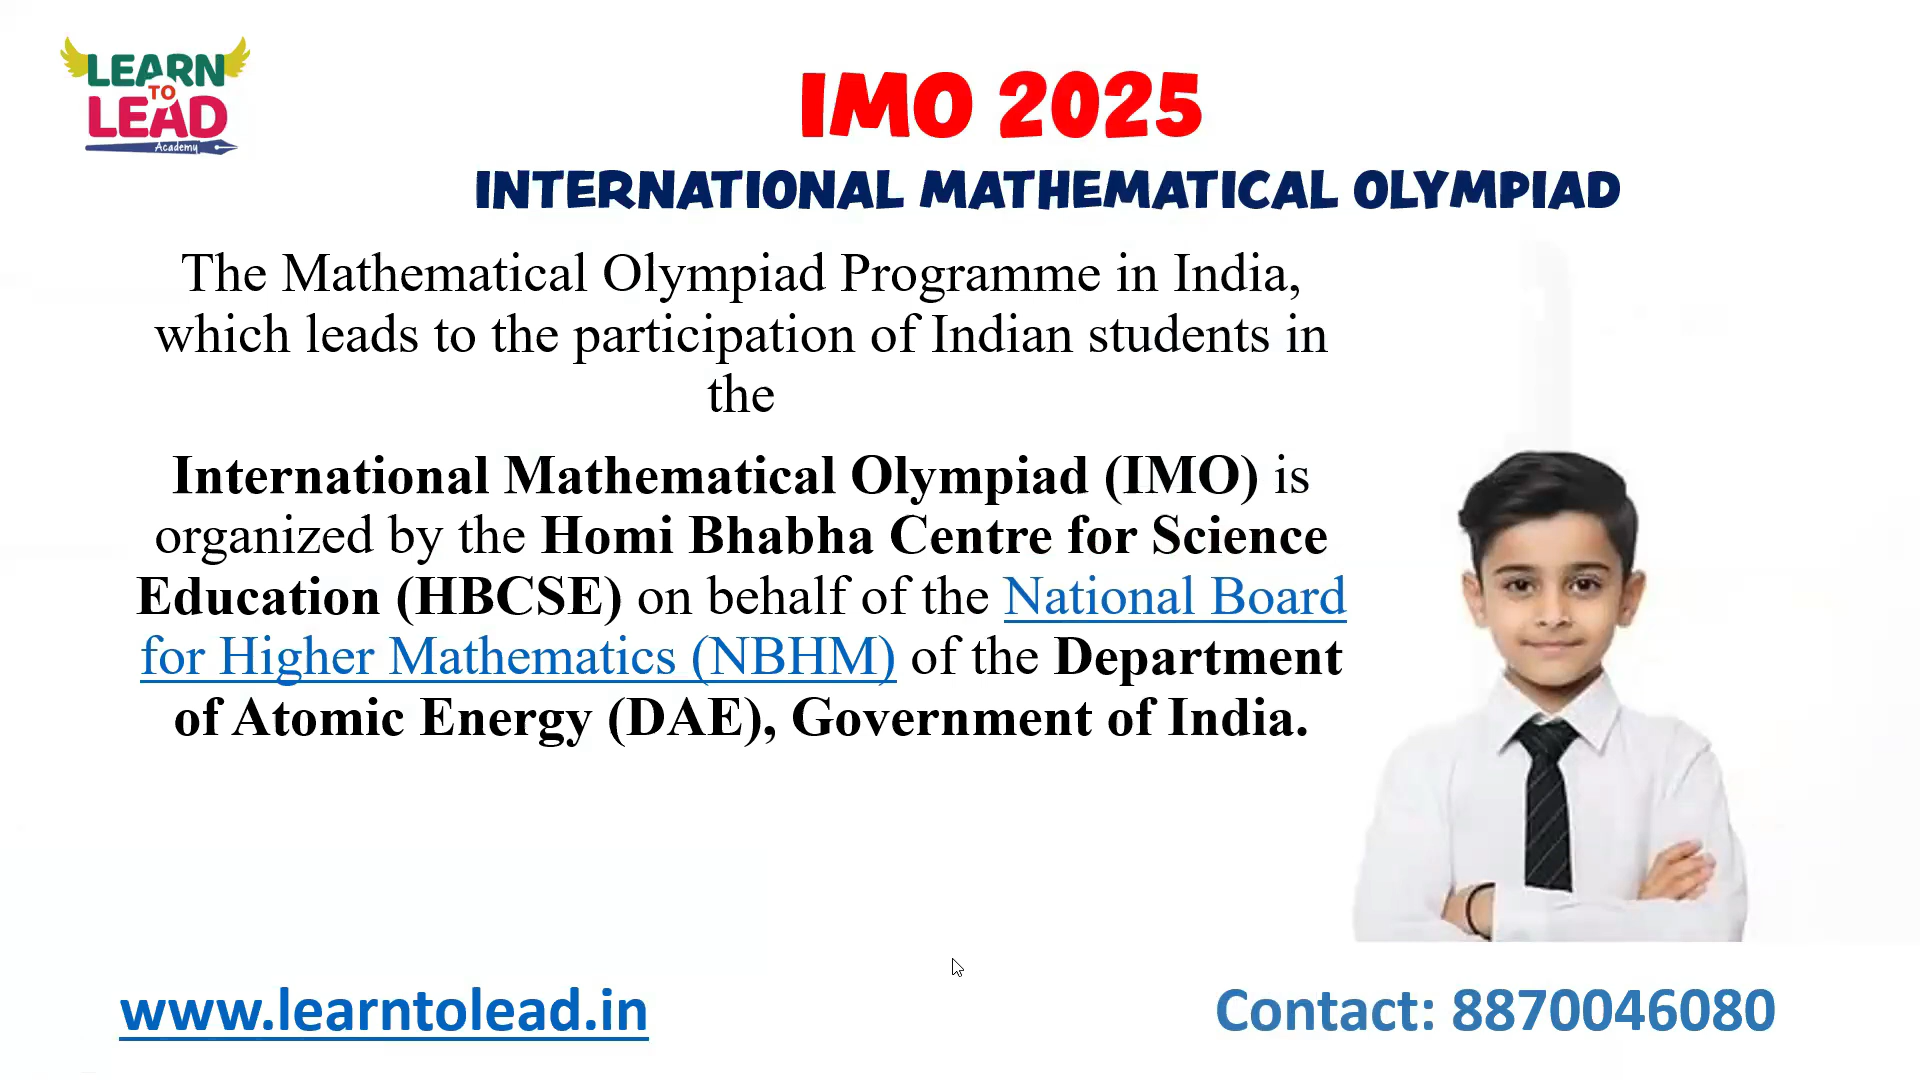 LEARN
TO
LEAD
Academy
IMO 2025
INTERNATIONAL MATHEMATICAL OLYMPIAD
The Mathematical Olympiad Programme in India,
which leads to the participation of Indian students in
the
International Mathematical Olympiad (IMO) is
organized by the Homi Bhabha Centre for Science
Education (HBCSE) on behalf of the National Board
for Higher Mathematics (NBHM) of the Department
of Atomic Energy (DAE), Government of India.
www.learntolead.in
Contact: 8870046080